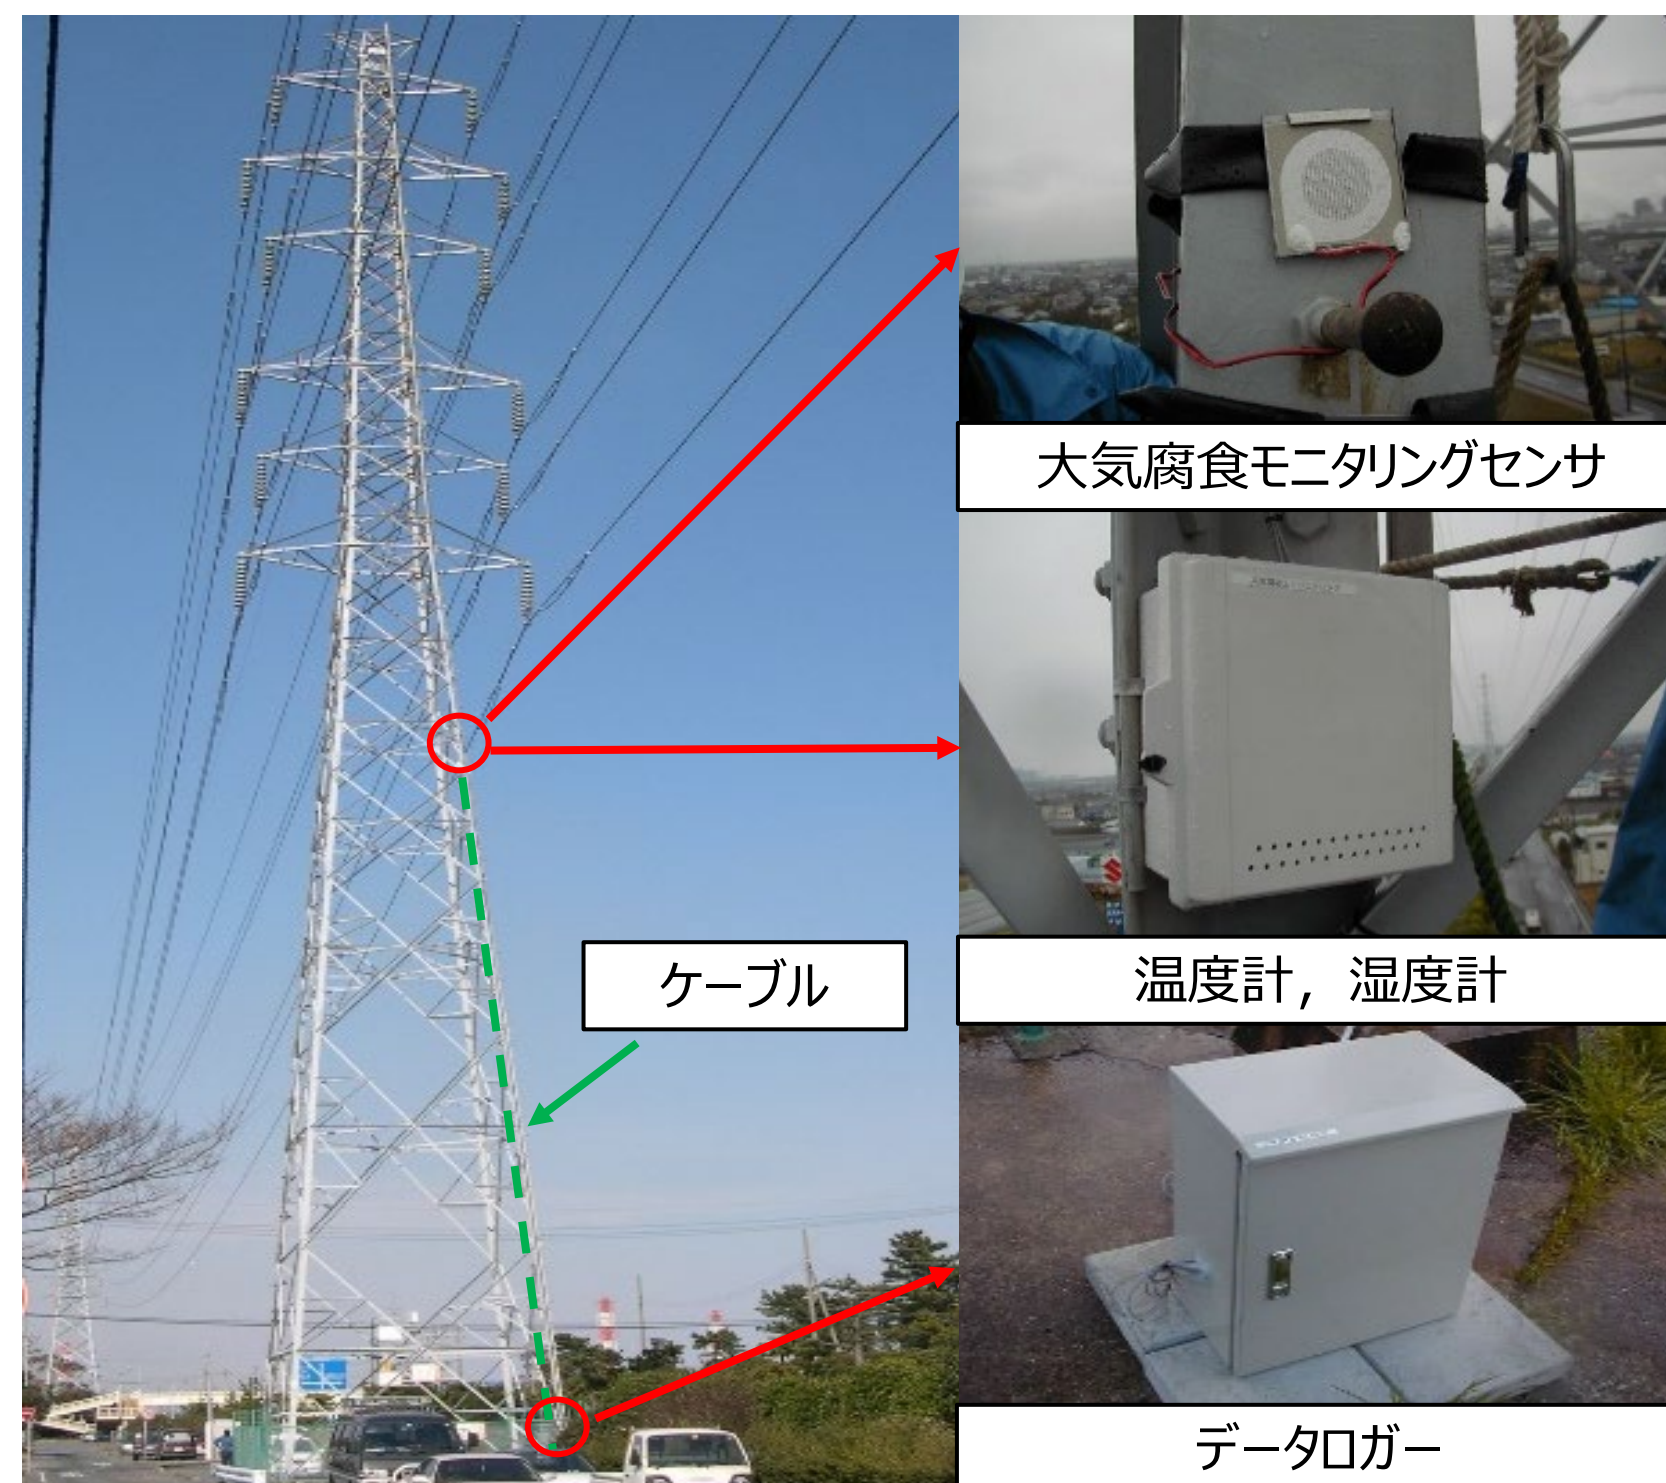 大気腐食モニタリングセンサ
ケーブル
温度計，湿度計
データロガー